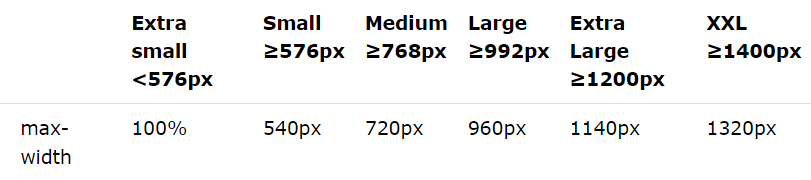 Extra Small Medium Large Extra XXL
small ≥576px ≥768px ≥992px Large ≥1400px
<576px ≥1200px
max- 100% 540px 720px 960px 1140px 1320px
width